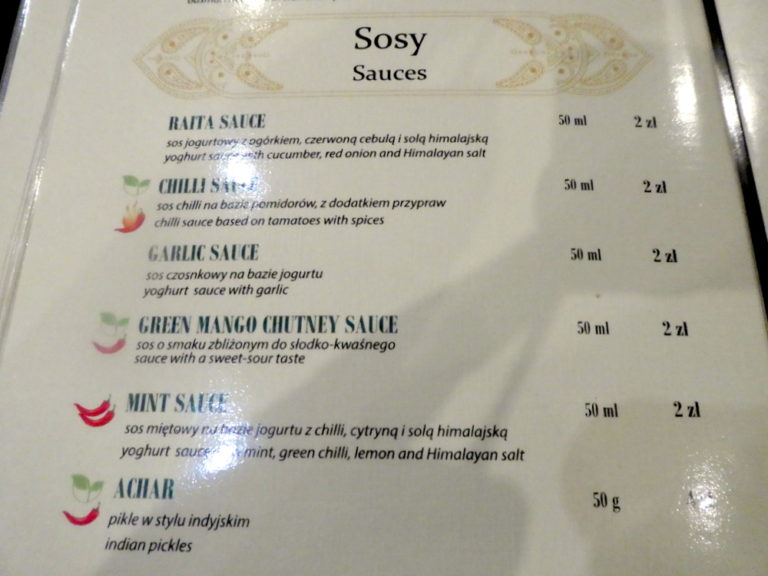 Sosy
Sauces
RAITA SAUCE 50 ml 2 zł
sos jogurtowy z ogórkiem, czerwoną cebulą i solą himalajską
yoghurt sauce with cucumber, red onion and Himalayan salt
CHILLI SAUCE 50 ml 2 zł
sos chilli na bazie pomidorów, z dodatkiem przypraw
chilli sauce based on tomatoes with spices
GARLIC SAUCE 50 ml 2 zł
sos czosnkowy na bazie jogurtu
yoghurt sauce with garlic
GREEN MANGO CHUTNEY SAUCE 50 ml 2 zł
sos o smaku zbliżonym do słodko-kwaśnego
sauce with a sweet-sour taste
MINT SAUCE 50 ml 2 zł
sos miętowy na bazie jogurtu z chilli, cytryną i solą himalajską
yoghurt sauce mint, green chilli, lemon and Himalayan salt
ACHAR 50 g
pikle w stylu indyjskim
indian pickles